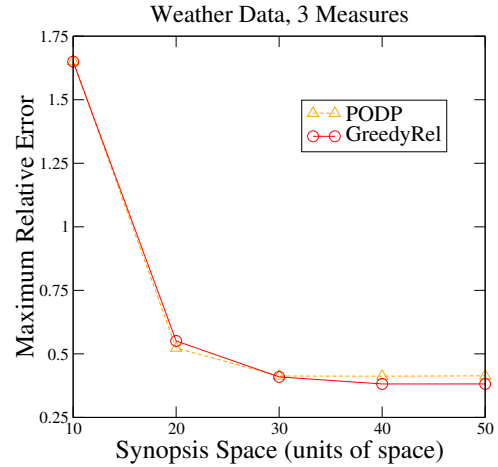 Weather Data, 3 Measures
1.75
1.5
1.25
1
0.75
0.5
0.25
Maximum Relative Error
PODP
GreedyRel
10 20 30 40 50
Synopsis Space (units of space)